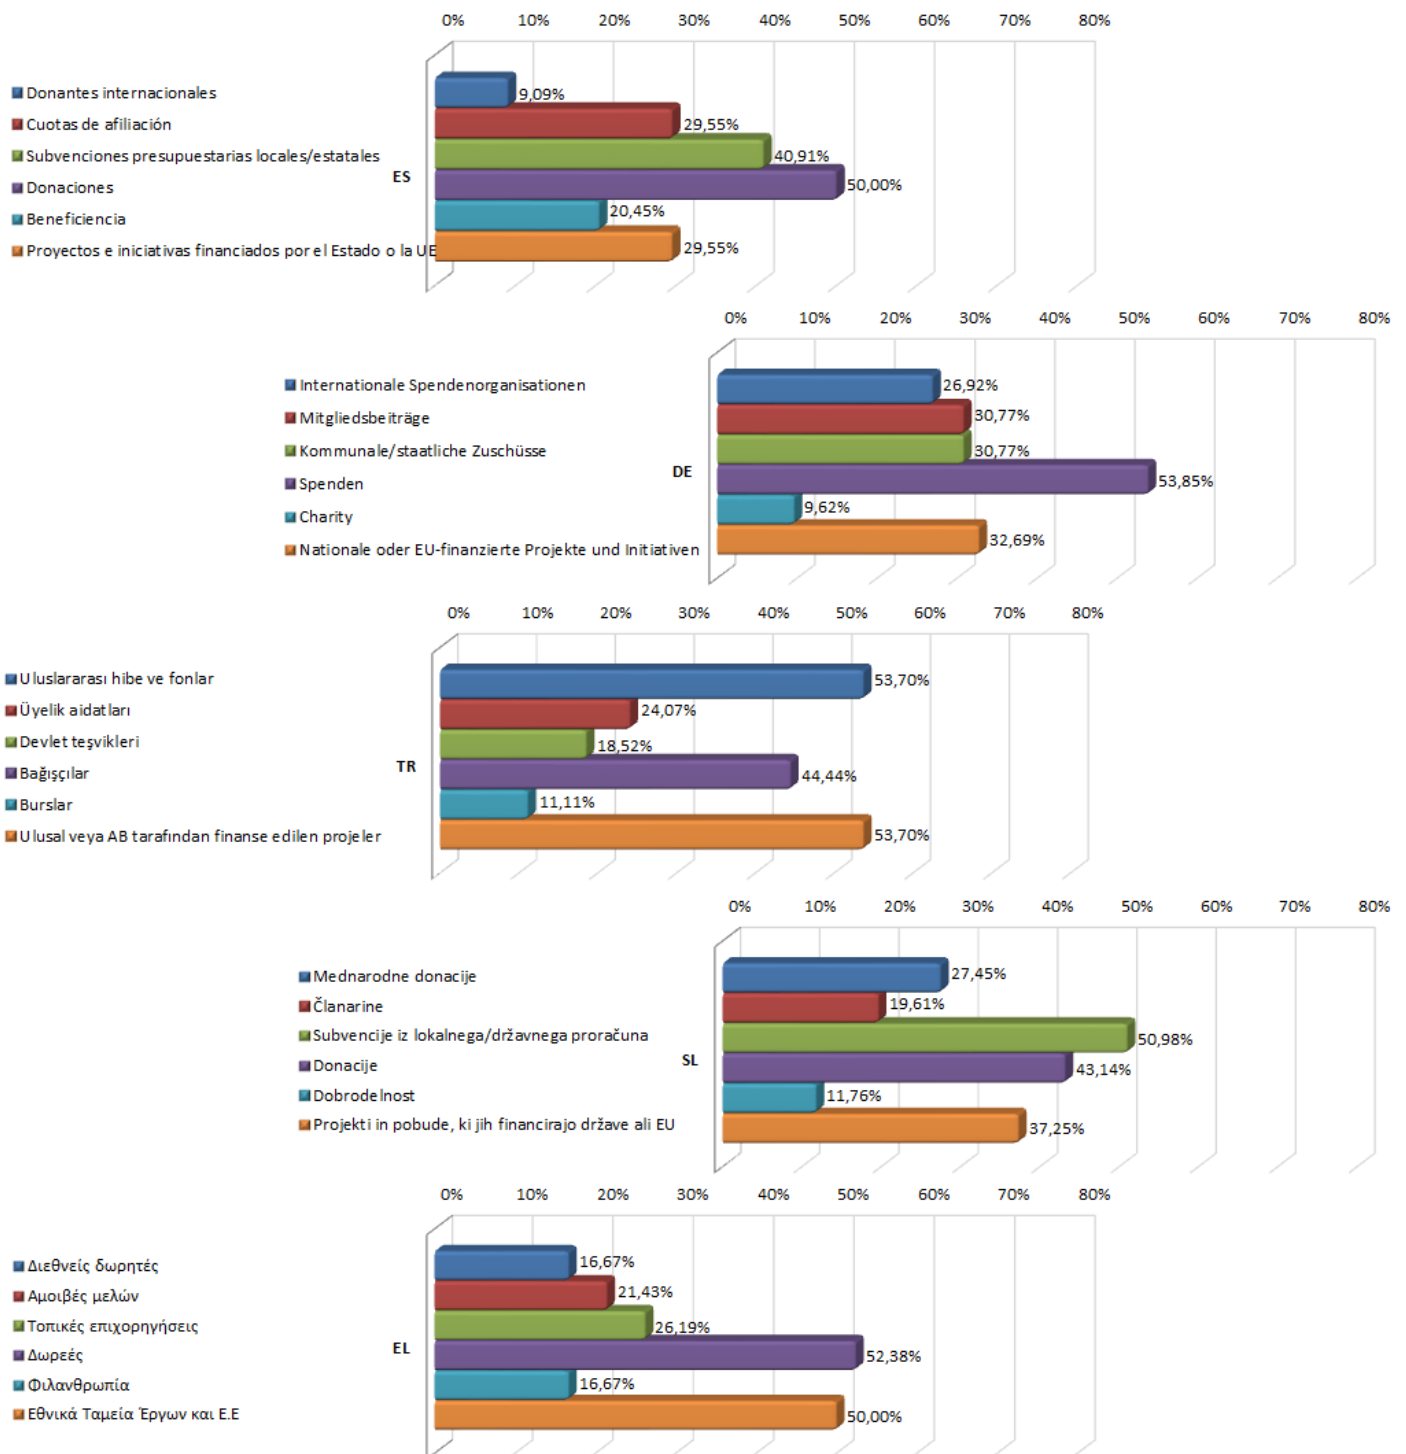 0% 10% 20% 30% 40% 50% 60% 70% 80%
Donantes internacionales
9,09%
Cuotas de afiliación
29,55%
Subvenciones presupuestarias locales/estatales
40,91%
ES
Donaciones
50,00%
Beneficiencia
20,45%
Proyectos e iniciativas financiados por el Estado o la UE
29,55%
0% 10% 20% 30% 40% 50% 60% 70% 80%
Internationale Spendenorganisationen
26,92%
Mitgliedsbeiträge
30,77%
Kommunale/staatliche Zuschüsse
30,77%
DE
Spenden
53,85%
Charity
9,62%
Nationale oder EU-finanzierte Projekte und Initiativen
32,69%
0% 10% 20% 30% 40% 50% 60% 70% 80%
Uluslararası hibe ve fonlar
53,70%
Üyelik aidatları
24,07%
Devlet teşvikleri
18,52%
TR
Bağışçılar
44,44%
Burslar
11,11%
Ulusal veya AB tarafından finanse edilen projeler
53,70%
0% 10% 20% 30% 40% 50% 60% 70% 80%
Mednarodne donacije
27,45%
Članarine
19,61%
Subvencije iz lokalnega/državnega proračuna
50,98%
SL
Donacije
43,14%
Dobrodelnost
11,76%
Projekti in pobude, ki jih financirajo države ali EU
37,25%
0% 10% 20% 30% 40% 50% 60% 70% 80%
Διεθνείς δωρητές
16,67%
Αμοιβές μελών
21,43%
Τοπικές επιχορηγήσεις
26,19%
EL
Δωρεές
52,38%
Φιλανθρωπία
16,67%
Εθνικά Ταμεία Έργων και Ε.Ε
50,00%